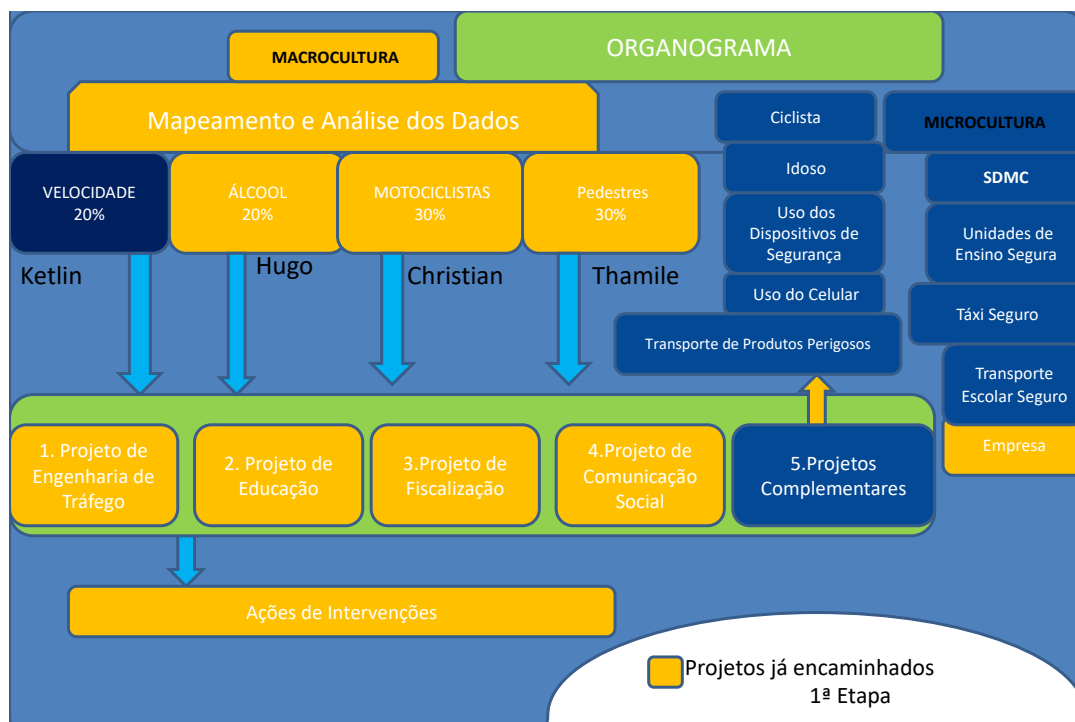 ORGANOGRAMA
MACROCULTURA
Mapeamento e Análise dos Dados
VELOCIDADE
20%
ÁLCOOL
20%
MOTOCICLISTAS
30%
Pedestres
30%
Ketlin
Hugo
Christian
Thamile
Ciclista
Idoso
Uso dos
Dispositivos de
Segurança
Uso do Celular
Transporte de Produtos Perigosos
MICROCULTURA
SDMC
Unidades de
Ensino Segura
Táxi Seguro
Transporte
Escolar Seguro
Empresa
1. Projeto de
Engenharia de
Tráfego
2. Projeto de
Educação
3.Projeto de
Fiscalização
4.Projeto de
Comunicação
Social
5.Projetos
Complementares
Ações de Intervenções
Projetos já encaminhados
1ª Etapa